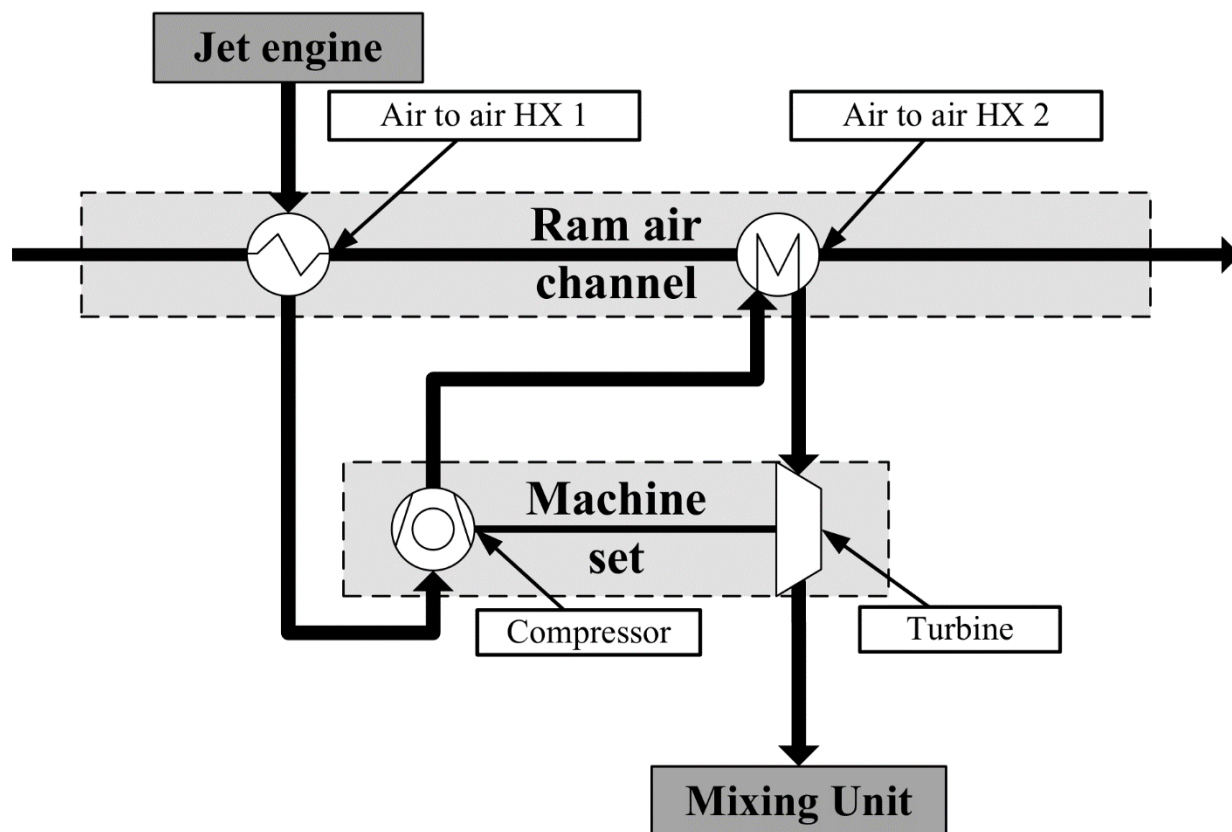 Jet engine
Air to air HX 1
Air to air HX 2
Ram air
channel
Machine
set
Compressor
Turbine
Mixing Unit